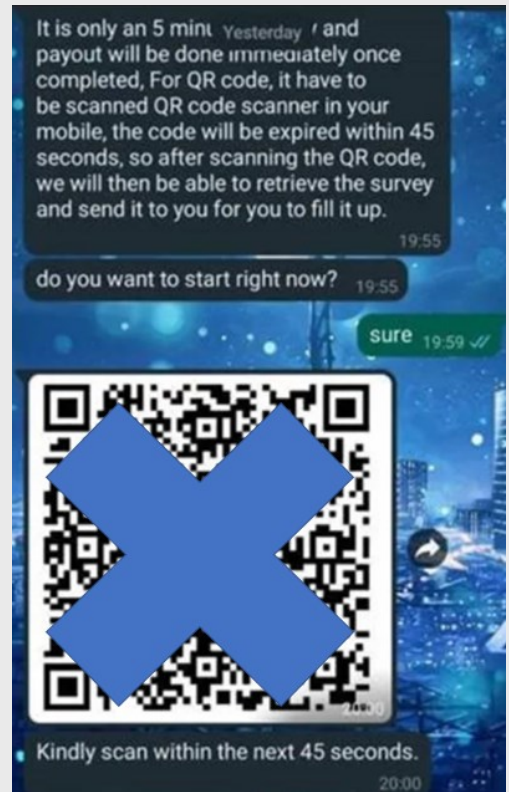 It is only an 5 min
Yesterday
and
payout will be done immediately once
completed, For QR code, it have to
be scanned QR code scanner in your
mobile, the code will be expired within 45
seconds, so after scanning the QR code,
we will then be able to retrieve the survey
and send it to you for you to fill it up.
19:55
do you want to start right now? 19:55
sure 19:59
20:00
Kindly scan within the next 45 seconds.
20:00